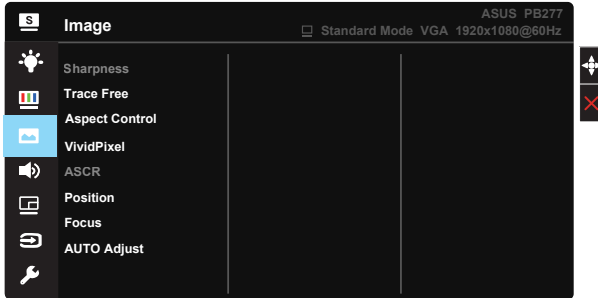 S
Image
ASUS PB277
Standard Mode VGA 1920x1080@60Hz
Sharpness
Trace Free
Aspect Control
VividPixel
ASCR
Position
Focus
AUTO Adjust